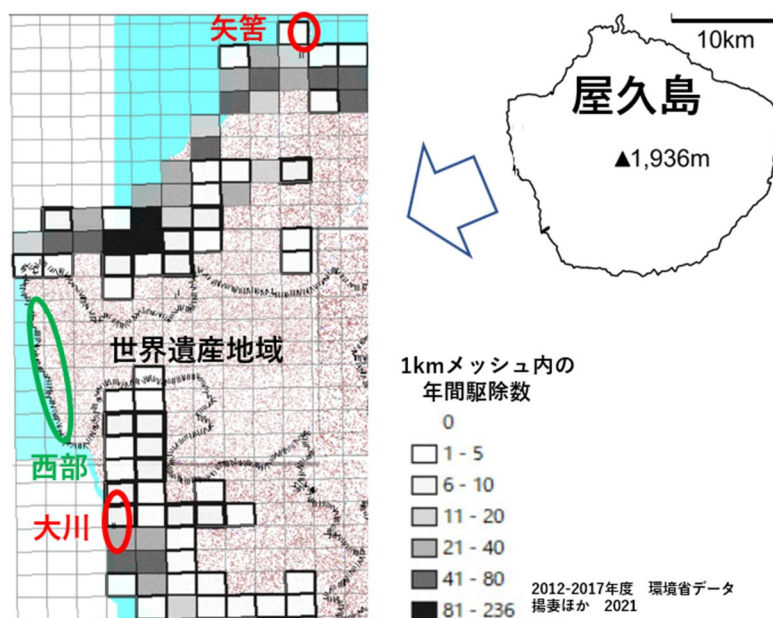 矢筈
世界遺産地域
西部
大川
10km
屋久島
▲1,936m
1kmメッシュ内の
年間駆除数
0
1 - 5
6 - 10
11 - 20
21 - 40
41 - 80
81 - 236
2012-2017年度　環境省データ
揚妻ほか　2021